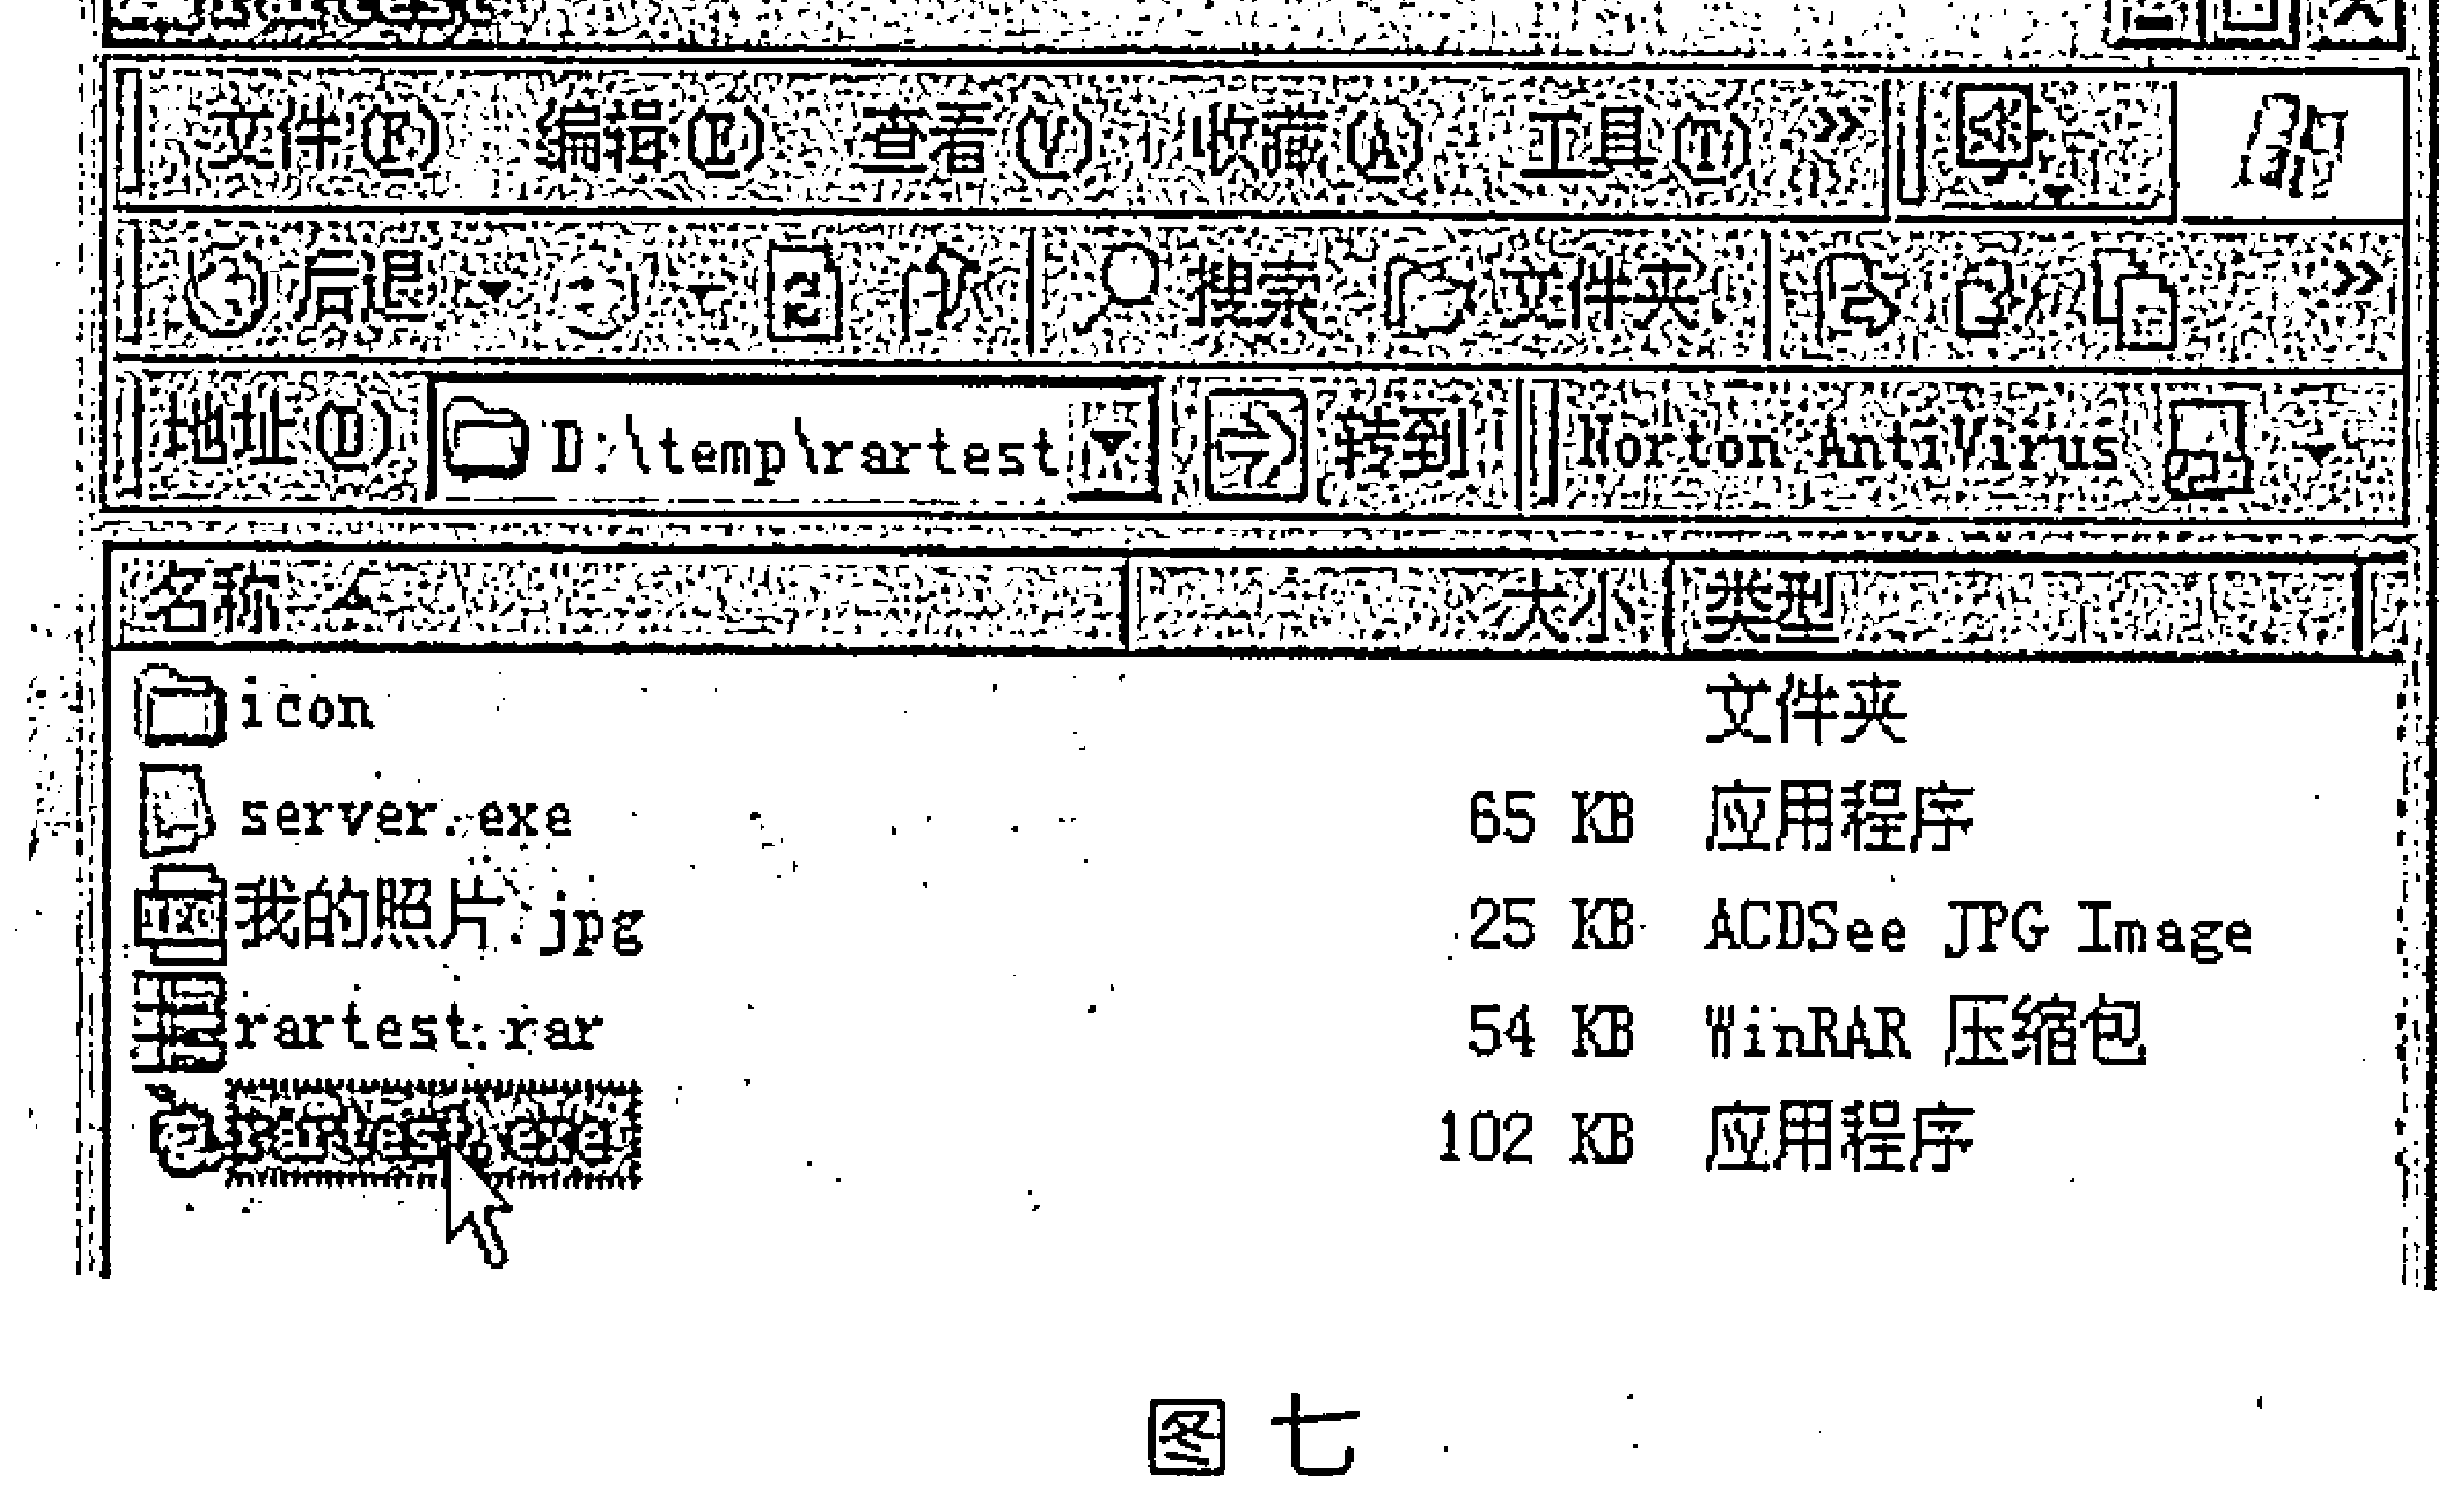 rartest
文件(F) 编辑(E) 查看(V) 收藏(A) 工具(T) »
后退 搜索 文件夹 »
地址(D) D:\temp\rartest 转到 Norton AntiVirus
名称 大小 类型
icon 文件夹
server.exe 65 KB 应用程序
我的照片.jpg 25 KB ACDSee JPG Image
rartest.rar 54 KB WinRAR 压缩包
rartest.exe 102 KB 应用程序
图七